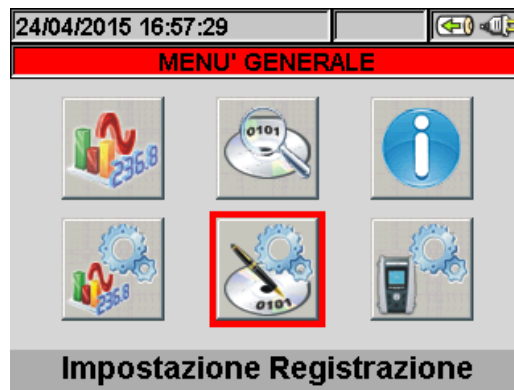 24/04/2015 16:57:29
MENU' GENERALE
236.8
0101
236.8
0101
Impostazione Registrazione